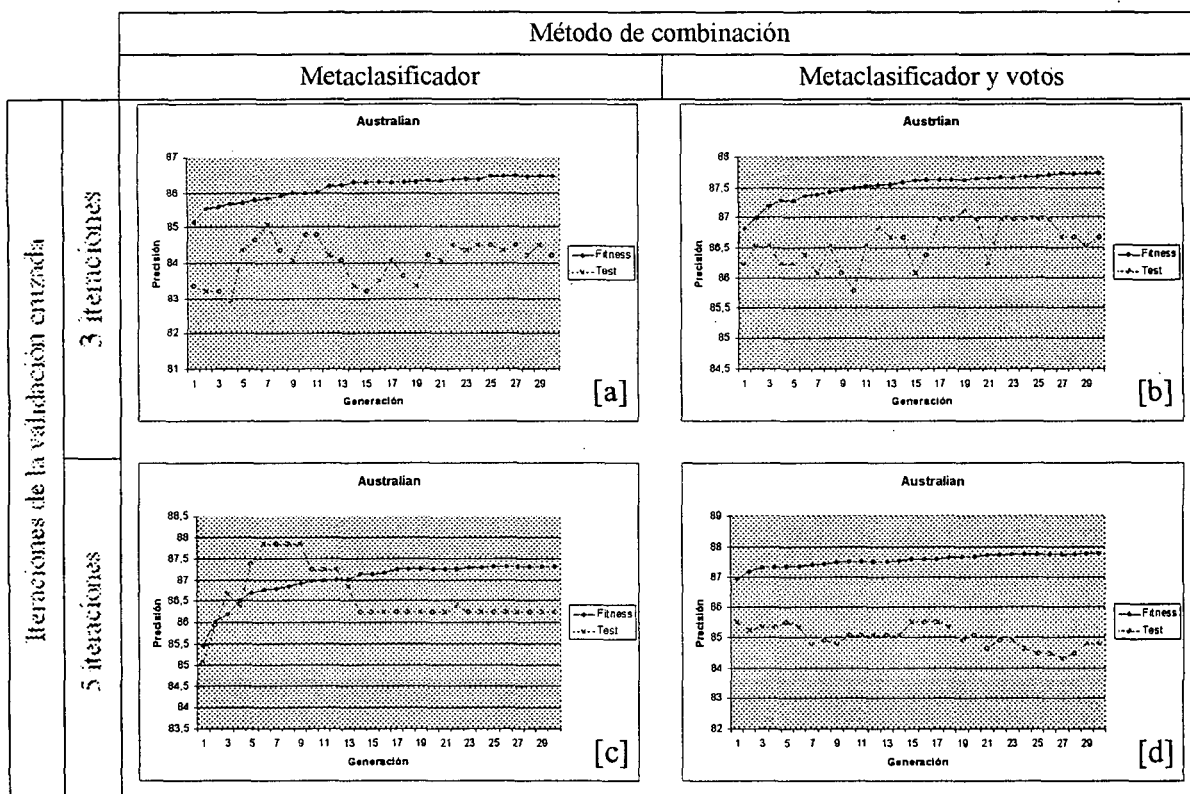 Método de combinación
Metaclasificador
Metaclasificador y votos
Iteraciones de la validación cruzada
3 iteraciones
5 iteraciones
Australian
Precisión
87
86
85
84
83
82
81
1 3 5 7 9 11 13 15 17 19 21 23 25 27 29
Generación
Fitness
Test
[a]
Australian
Precisión
88
87,5
87
86,5
86
85,5
85
84,5
1 3 5 7 9 11 13 15 17 19 21 23 25 27 29
Generación
Fitness
Test
[b]
Australian
Precisión
88,5
88
87,5
87
86,5
86
85,5
85
84,5
84
83,5
1 3 5 7 9 11 13 15 17 19 21 23 25 27 29
Generación
Fitness
Test
[c]
Australian
Precisión
89
88
87
86
85
84
83
82
1 3 5 7 9 11 13 15 17 19 21 23 25 27 29
Generación
Fitness
Test
[d]